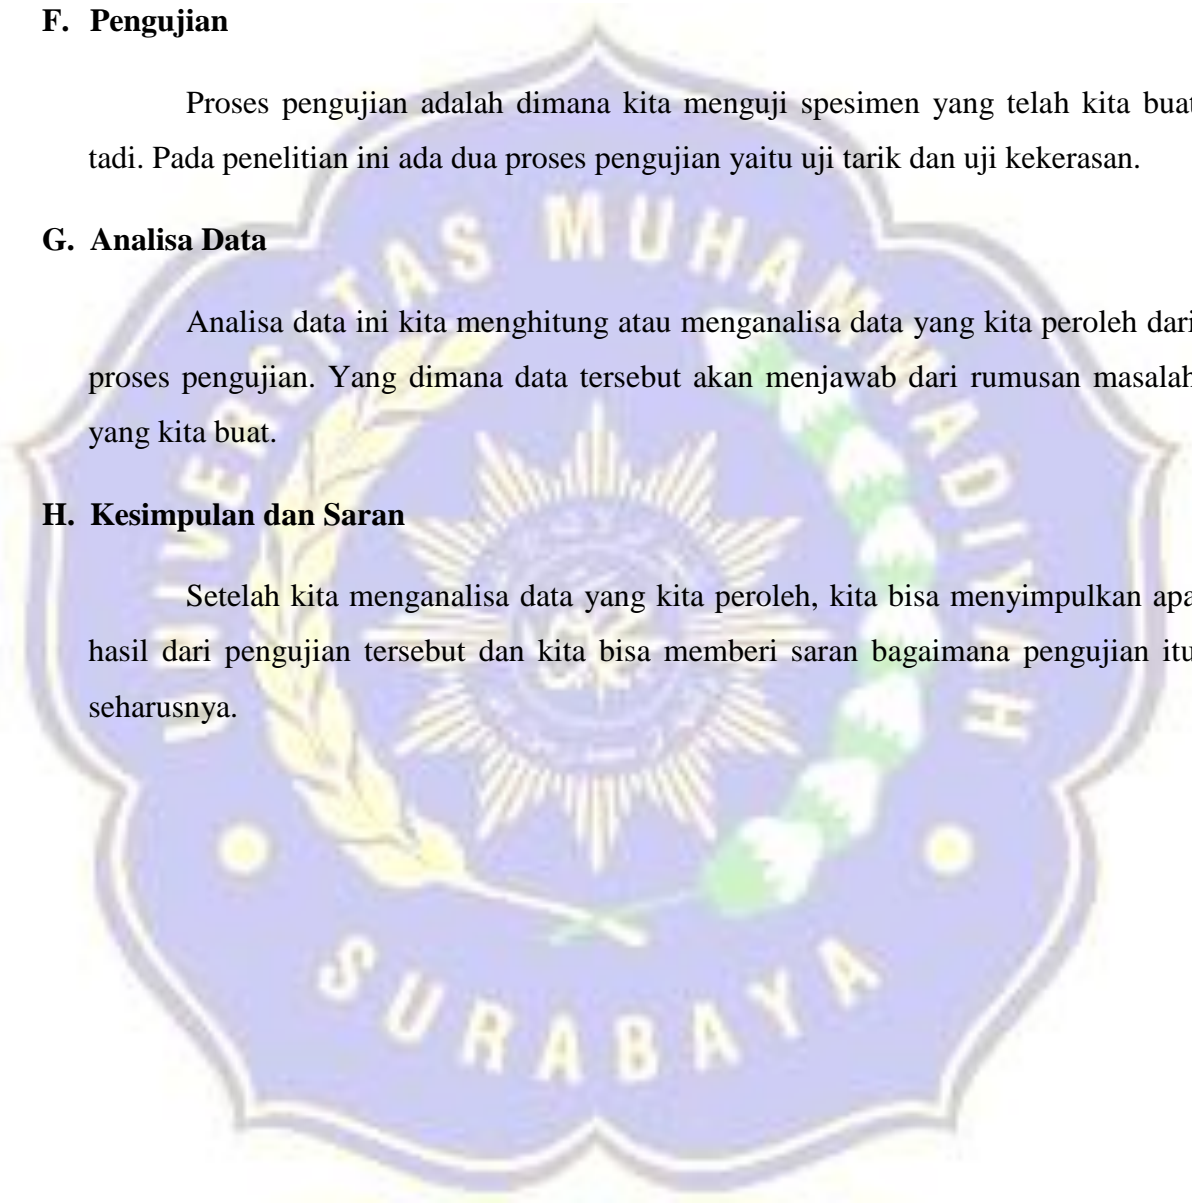 F. Pengujian
Proses pengujian adalah dimana kita menguji spesimen yang telah kita buat
tadi. Pada penelitian ini ada dua proses pengujian yaitu uji tarik dan uji kekerasan.
G. Analisa Data
Analisa data ini kita menghitung atau menganalisa data yang kita peroleh dari
proses pengujian. Yang dimana data tersebut akan menjawab dari rumusan masalah
yang kita buat.
H. Kesimpulan dan Saran
Setelah kita menganalisa data yang kita peroleh, kita bisa menyimpulkan apa
hasil dari pengujian tersebut dan kita bisa memberi saran bagaimana pengujian itu
seharusnya.
UNIVERSITAS MUHAMMADIYAH
SURABAYA